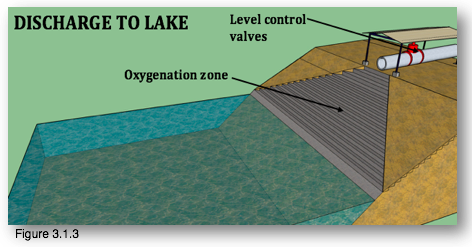 DISCHARGE TO LAKE
Level control
valves
Oxygenation zone
Figure 3.1.3